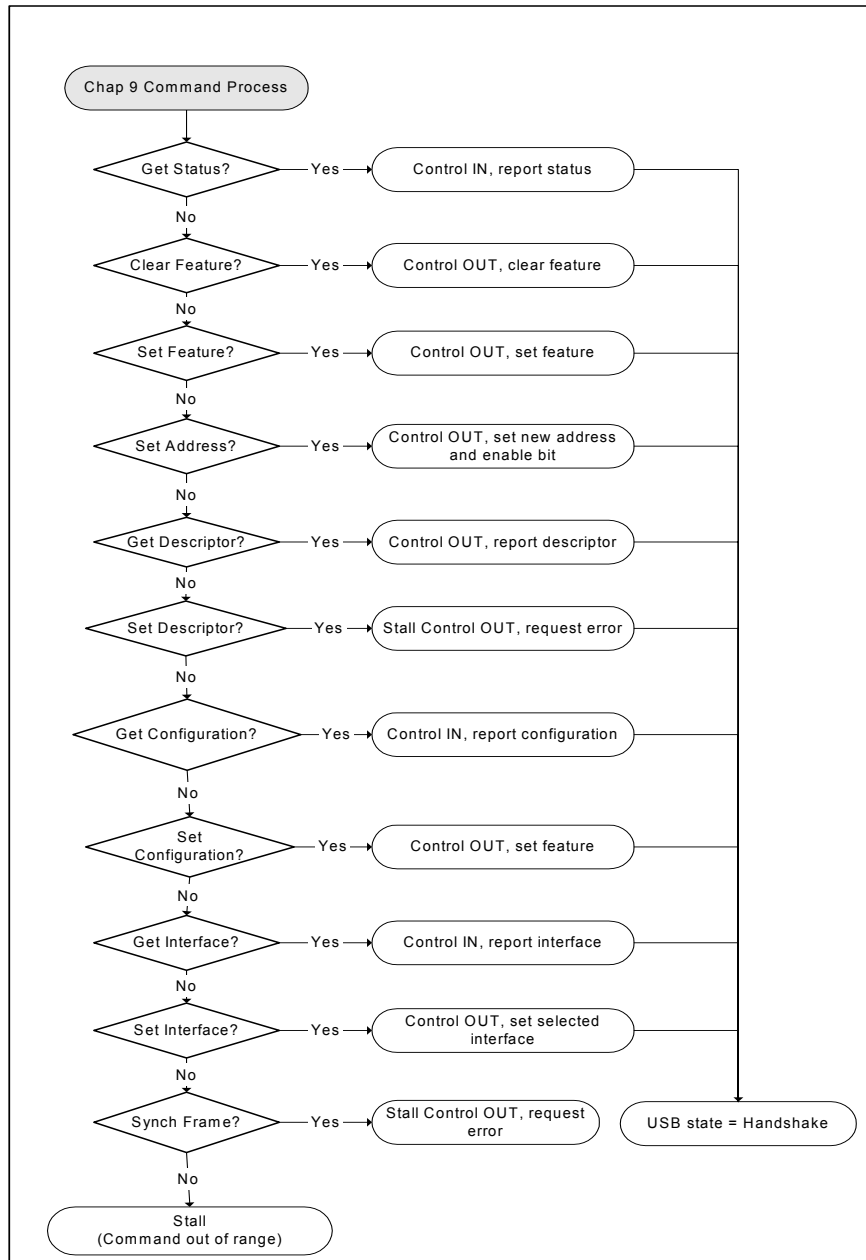 Chap 9 Command Process
Get Status?
Yes
Control IN, report status
No
Clear Feature?
Yes
Control OUT, clear feature
No
Set Feature?
Yes
Control OUT, set feature
No
Set Address?
Yes
Control OUT, set new address
and enable bit
No
Get Descriptor?
Yes
Control OUT, report descriptor
No
Set Descriptor?
Yes
Stall Control OUT, request error
No
Get Configuration?
Yes
Control IN, report configuration
No
Set
Configuration?
Yes
Control OUT, set feature
No
Get Interface?
Yes
Control IN, report interface
No
Set Interface?
Yes
Control OUT, set selected
interface
No
Synch Frame?
Yes
Stall Control OUT, request
error
USB state = Handshake
No
Stall
(Command out of range)